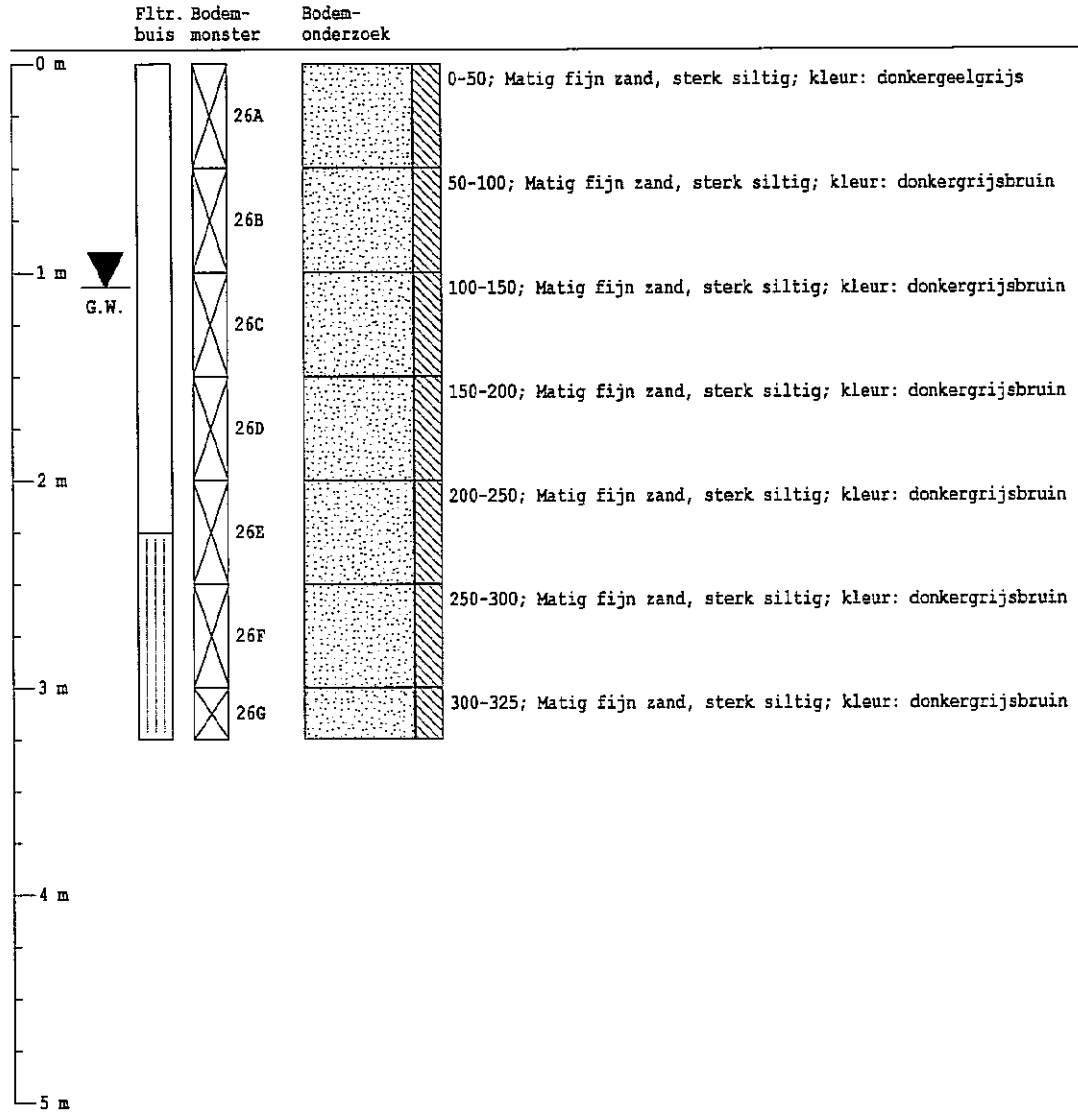 Fltr. Bodem- Bodem-
buis monster onderzoek
0 m
0-50; Matig fijn zand, sterk siltig; kleur: donkergeelgrijs
26A
50-100; Matig fijn zand, sterk siltig; kleur: donkergrijsbruin
26B
1 m
G.W.
100-150; Matig fijn zand, sterk siltig; kleur: donkergrijsbruin
26C
150-200; Matig fijn zand, sterk siltig; kleur: donkergrijsbruin
26D
2 m
200-250; Matig fijn zand, sterk siltig; kleur: donkergrijsbruin
26E
250-300; Matig fijn zand, sterk siltig; kleur: donkergrijsbruin
26F
3 m
300-325; Matig fijn zand, sterk siltig; kleur: donkergrijsbruin
26G
4 m
5 m